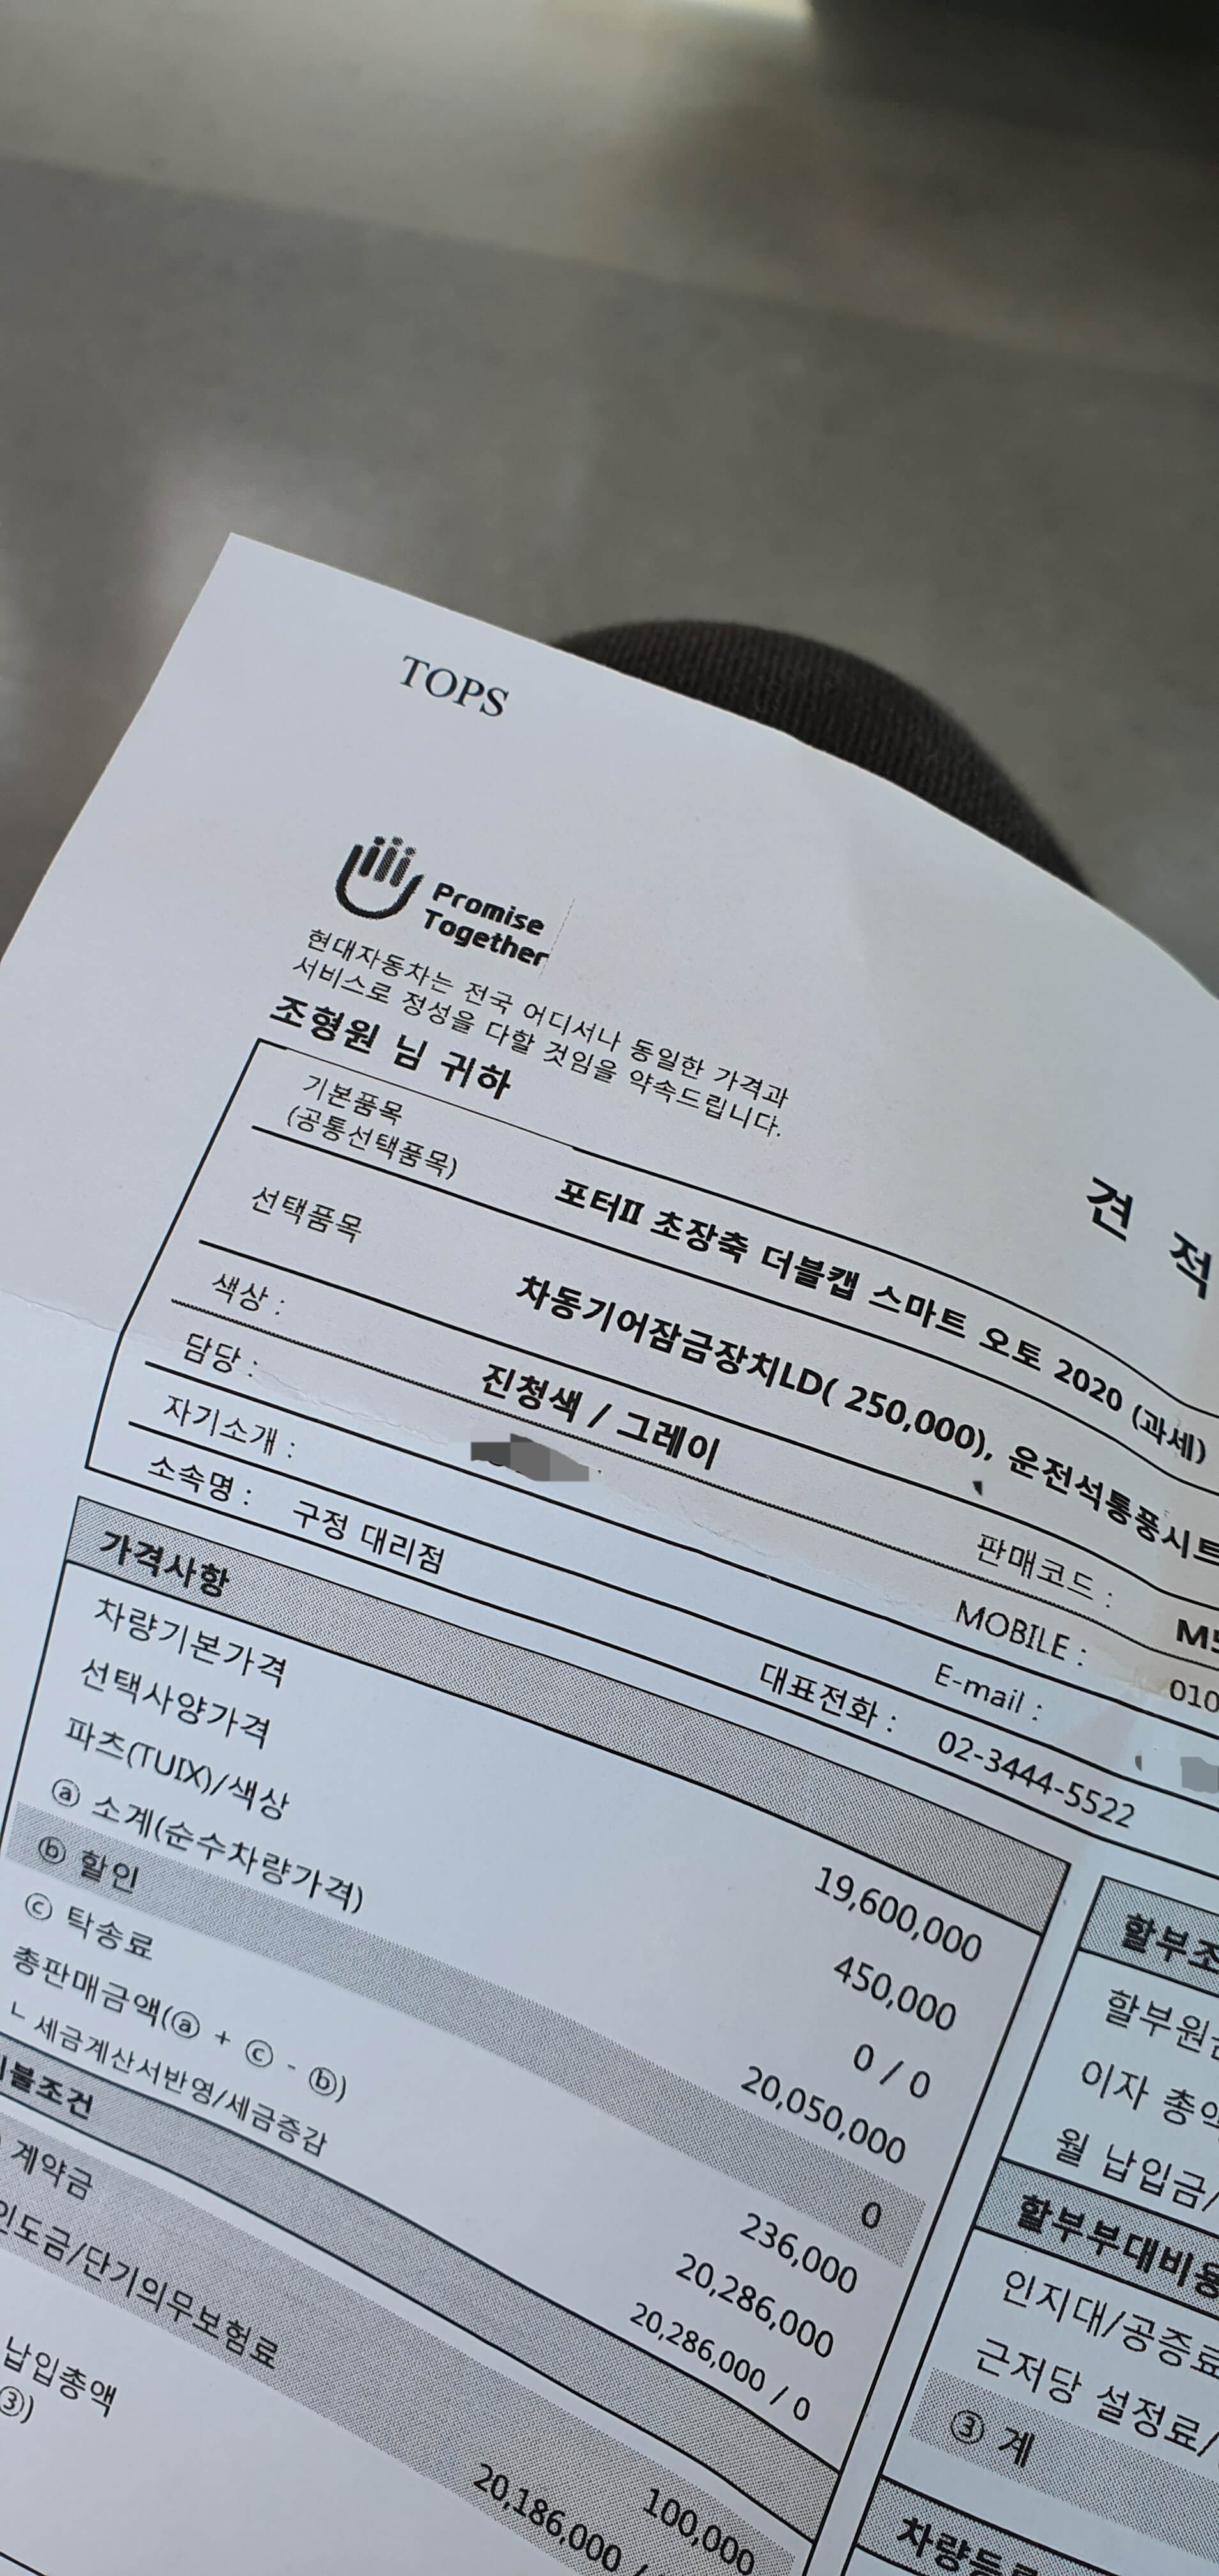 TOPS
Promise
Together
현대자동차는 전국 어디서나 동일한 가격과
서비스로 정성을 다할 것임을 약속드립니다.
조형원 님 귀하
견 적
기본품목
(공통선택품목)
포터II 초장축 더블캡 스마트 오토 2020 (과세)
선택품목 차동기어잠금장치LD( 250,000), 운전석통풍시트
색상 : 진청색 / 그레이
판매코드 : M5
담당 :
MOBILE : 010
자기소개 :
E-mail :
소속명 : 구정 대리점
대표전화 : 02-3444-5522
가격사항
차량기본가격 19,600,000
선택사양가격 450,000
파츠(TUIX)/색상 0 / 0
ⓐ 소계(순수차량가격) 20,050,000
ⓑ 할인 0
ⓒ 탁송료 236,000
총판매금액(ⓐ + ⓒ - ⓑ) 20,286,000
ㄴ 세금계산서반영/세금증감 20,286,000 / 0
불조건
계약금 100,000
인도금/단기의무보험료 20,186,000 /
납입총액
③)
할부조
할부원금
이자 총액
월 납입금/
할부부대비용
인지대/공증료
근저당 설정료/
③ 계
차량등록